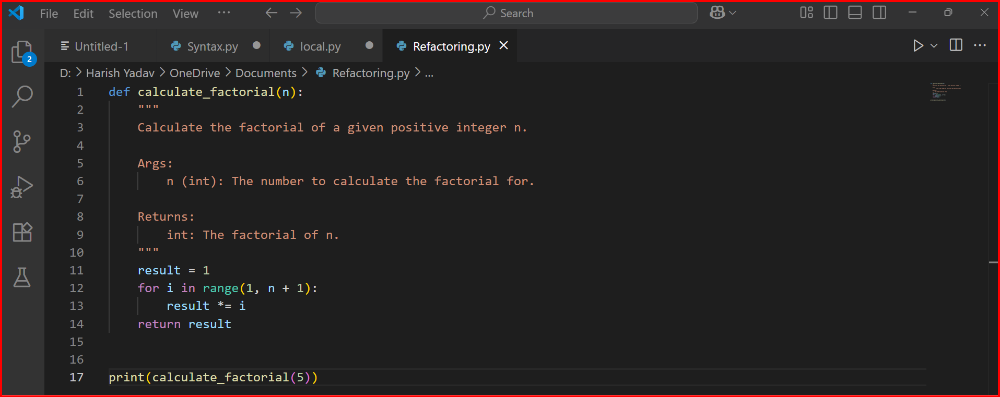 File Edit Selection View ··· Search
Untitled-1 Syntax.py local.py Refactoring.py
2
D: > Harish Yadav > OneDrive > Documents > Refactoring.py > ...
1 def calculate_factorial(n):
2     """
3     Calculate the factorial of a given positive integer n.
4
5     Args:
6         n (int): The number to calculate the factorial for.
7
8     Returns:
9         int: The factorial of n.
10     """
11     result = 1
12     for i in range(1, n + 1):
13         result *= i
14     return result
15
16
17 print(calculate_factorial(5))